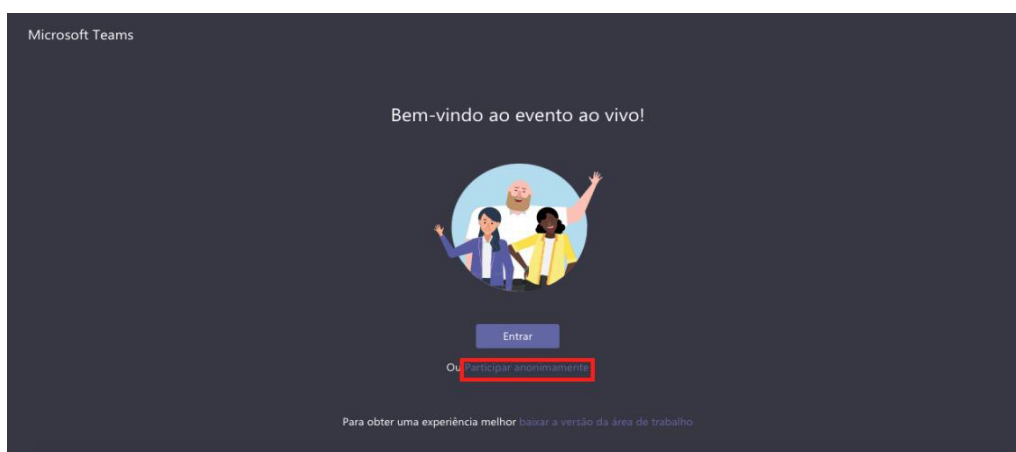 Microsoft Teams
Bem-vindo ao evento ao vivo!
Entrar
Ou Participar anonimamente
Para obter uma experiência melhor baixar a versão da área de trabalho